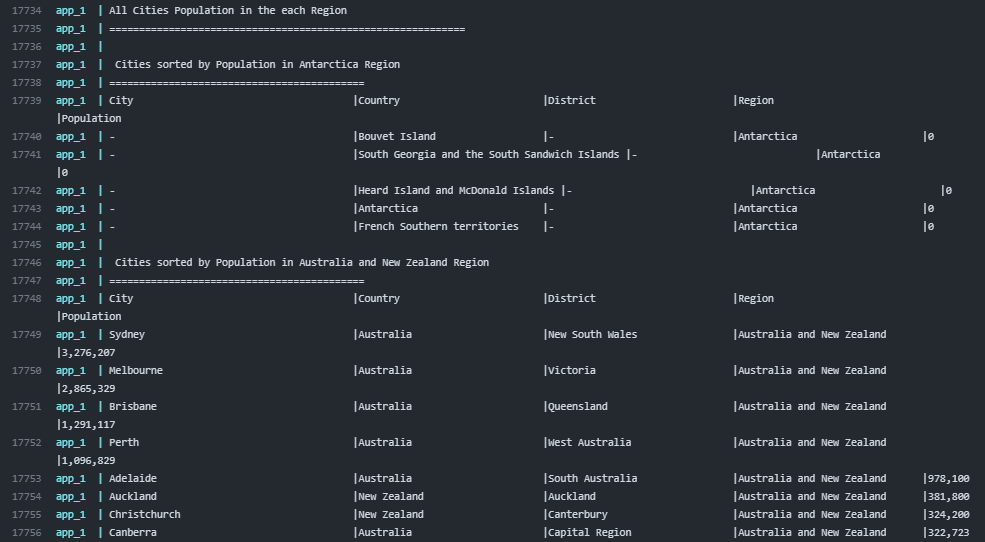 17734 app_1 | All Cities Population in the each Region
17735 app_1 | ============================================================
17736 app_1 |
17737 app_1 |  Cities sorted by Population in Antarctica Region
17738 app_1 | ===========================================
17739 app_1 | City |Country |District |Region
|Population
17740 app_1 | - |Bouvet Island |- |Antarctica |0
17741 app_1 | - |South Georgia and the South Sandwich Islands |- |Antarctica
|0
17742 app_1 | - |Heard Island and McDonald Islands |- |Antarctica |0
17743 app_1 | - |Antarctica |- |Antarctica |0
17744 app_1 | - |French Southern territories |- |Antarctica |0
17745 app_1 |
17746 app_1 |  Cities sorted by Population in Australia and New Zealand Region
17747 app_1 | ===========================================
17748 app_1 | City |Country |District |Region
|Population
17749 app_1 | Sydney |Australia |New South Wales |Australia and New Zealand
|3,276,207
17750 app_1 | Melbourne |Australia |Victoria |Australia and New Zealand
|2,865,329
17751 app_1 | Brisbane |Australia |Queensland |Australia and New Zealand
|1,291,117
17752 app_1 | Perth |Australia |West Australia |Australia and New Zealand
|1,096,829
17753 app_1 | Adelaide |Australia |South Australia |Australia and New Zealand |978,100
17754 app_1 | Auckland |New Zealand |Auckland |Australia and New Zealand |381,800
17755 app_1 | Christchurch |New Zealand |Canterbury |Australia and New Zealand |324,200
17756 app_1 | Canberra |Australia |Capital Region |Australia and New Zealand |322,723